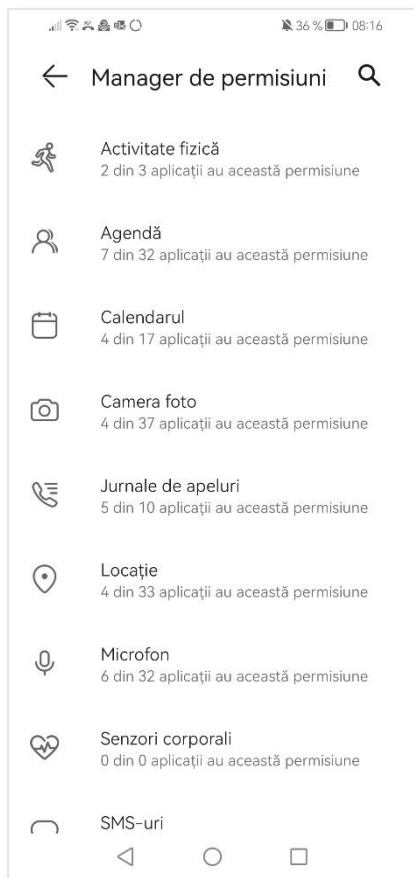 36 % 08:16
Manager de permisiuni
Activitate fizică
2 din 3 aplicații au această permisiune
Agendă
7 din 32 aplicații au această permisiune
Calendarul
4 din 17 aplicații au această permisiune
Camera foto
4 din 37 aplicații au această permisiune
Jurnale de apeluri
5 din 10 aplicații au această permisiune
Locație
4 din 33 aplicații au această permisiune
Microfon
6 din 32 aplicații au această permisiune
Senzori corporali
0 din 0 aplicații au această permisiune
SMS-uri